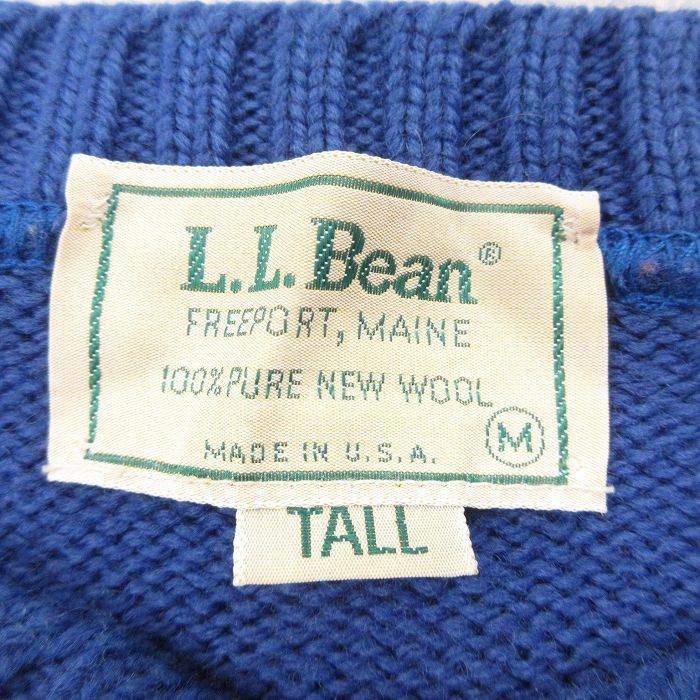 L.L.Bean®
FREEPORT, MAINE
100% PURE NEW WOOL
M
MADE IN U.S.A.
TALL